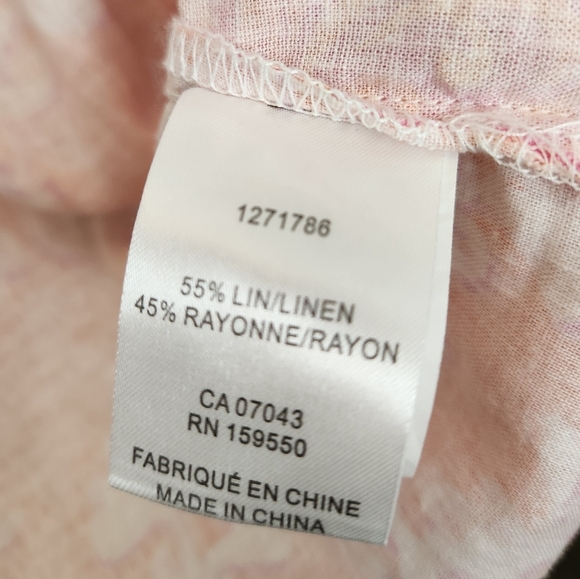 1271786
55% LIN/LINEN
45% RAYONNE/RAYON
CA 07043
RN 159550
FABRIQUÉ EN CHINE
MADE IN CHINA